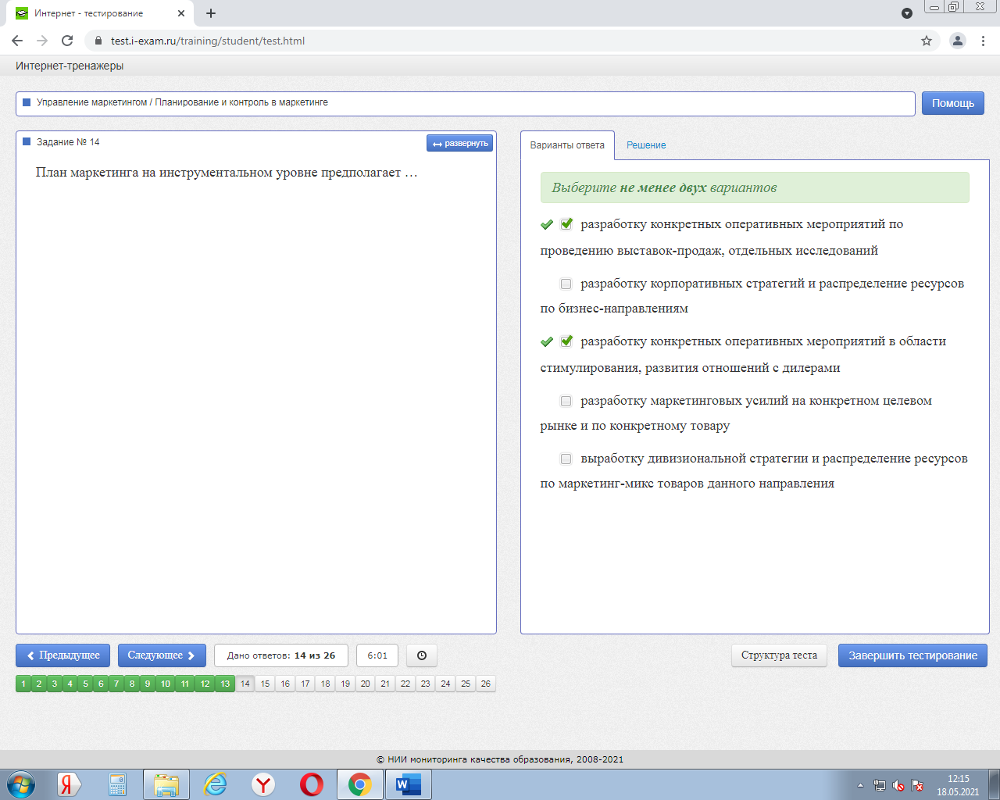 Интернет - тестирование
test.i-exam.ru/training/student/test.html
Интернет-тренажеры
Управление маркетингом / Планирование и контроль в маркетинге
Помощь
Задание № 14
развернуть
План маркетинга на инструментальном уровне предполагает …
Варианты ответа
Решение
Выберите не менее двух вариантов
разработку конкретных оперативных мероприятий по
проведению выставок-продаж, отдельных исследований
разработку корпоративных стратегий и распределение ресурсов
по бизнес-направлениям
разработку конкретных оперативных мероприятий в области
стимулирования, развития отношений с дилерами
разработку маркетинговых усилий на конкретном целевом
рынке и по конкретному товару
выработку дивизиональной стратегии и распределение ресурсов
по маркетинг-микс товаров данного направления
Предыдущее
Следующее
Дано ответов: 14 из 26
6:01
Структура теста
Завершить тестирование
1 2 3 4 5 6 7 8 9 10 11 12 13 14 15 16 17 18 19 20 21 22 23 24 25 26
© НИИ мониторинга качества образования, 2008-2021
12:15
18.05.2021